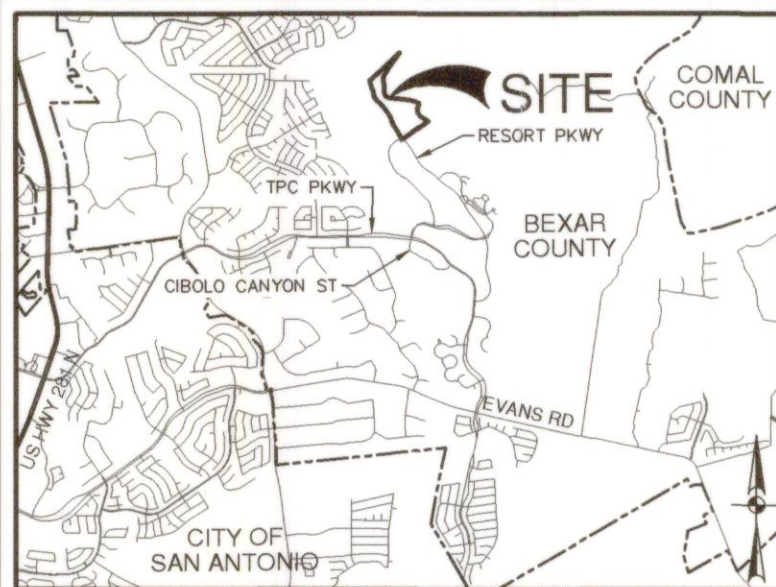 SITE
COMAL
COUNTY
RESORT PKWY
TPC PKWY
BEXAR
COUNTY
CIBOLO CANYON ST
US HWY 281 N
EVANS RD
CITY OF
SAN ANTONIO